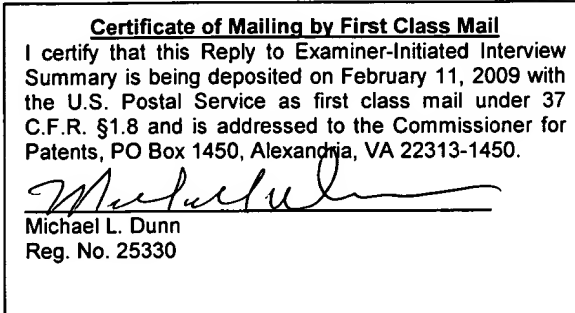 Certificate of Mailing by First Class Mail
I certify that this Reply to Examiner-Initiated Interview
Summary is being deposited on February 11, 2009 with
the U.S. Postal Service as first class mail under 37
C.F.R. §1.8 and is addressed to the Commissioner for
Patents, PO Box 1450, Alexandria, VA 22313-1450.
Michael L. Dunn
Reg. No. 25330